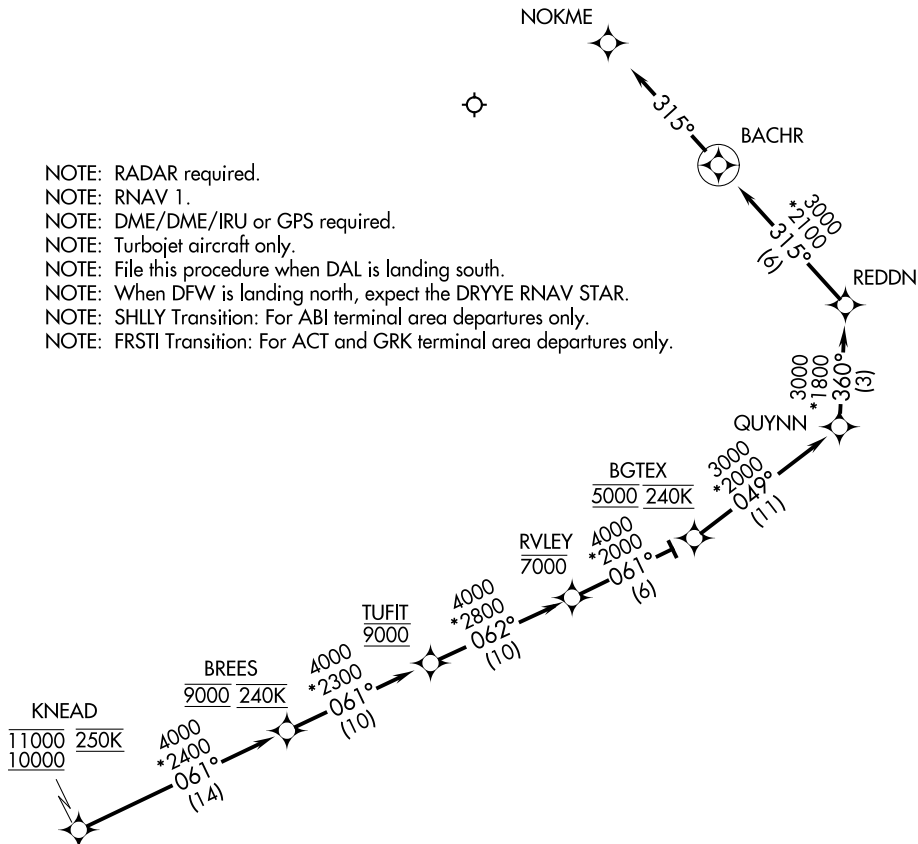 NOKME
315°
BACHR
NOTE: RADAR required.
NOTE: RNAV 1.
NOTE: DME/DME/IRU or GPS required.
NOTE: Turbojet aircraft only.
NOTE: File this procedure when DAL is landing south.
NOTE: When DFW is landing north, expect the DRYYE RNAV STAR.
NOTE: SHLLY Transition: For ABI terminal area departures only.
NOTE: FRSTI Transition: For ACT and GRK terminal area departures only.
3000
*2100
315°
(6)
REDDN
3000
*1800
360°
(3)
QUYNN
3000
*2000
049°
(11)
BGTEX
5000 240K
4000
*2000
061°
(6)
RVLEY
7000
4000
*2800
062°
(10)
TUFIT
9000
4000
*2300
061°
(10)
BREES
9000 240K
4000
*2400
061°
(14)
KNEAD
11000 250K
10000